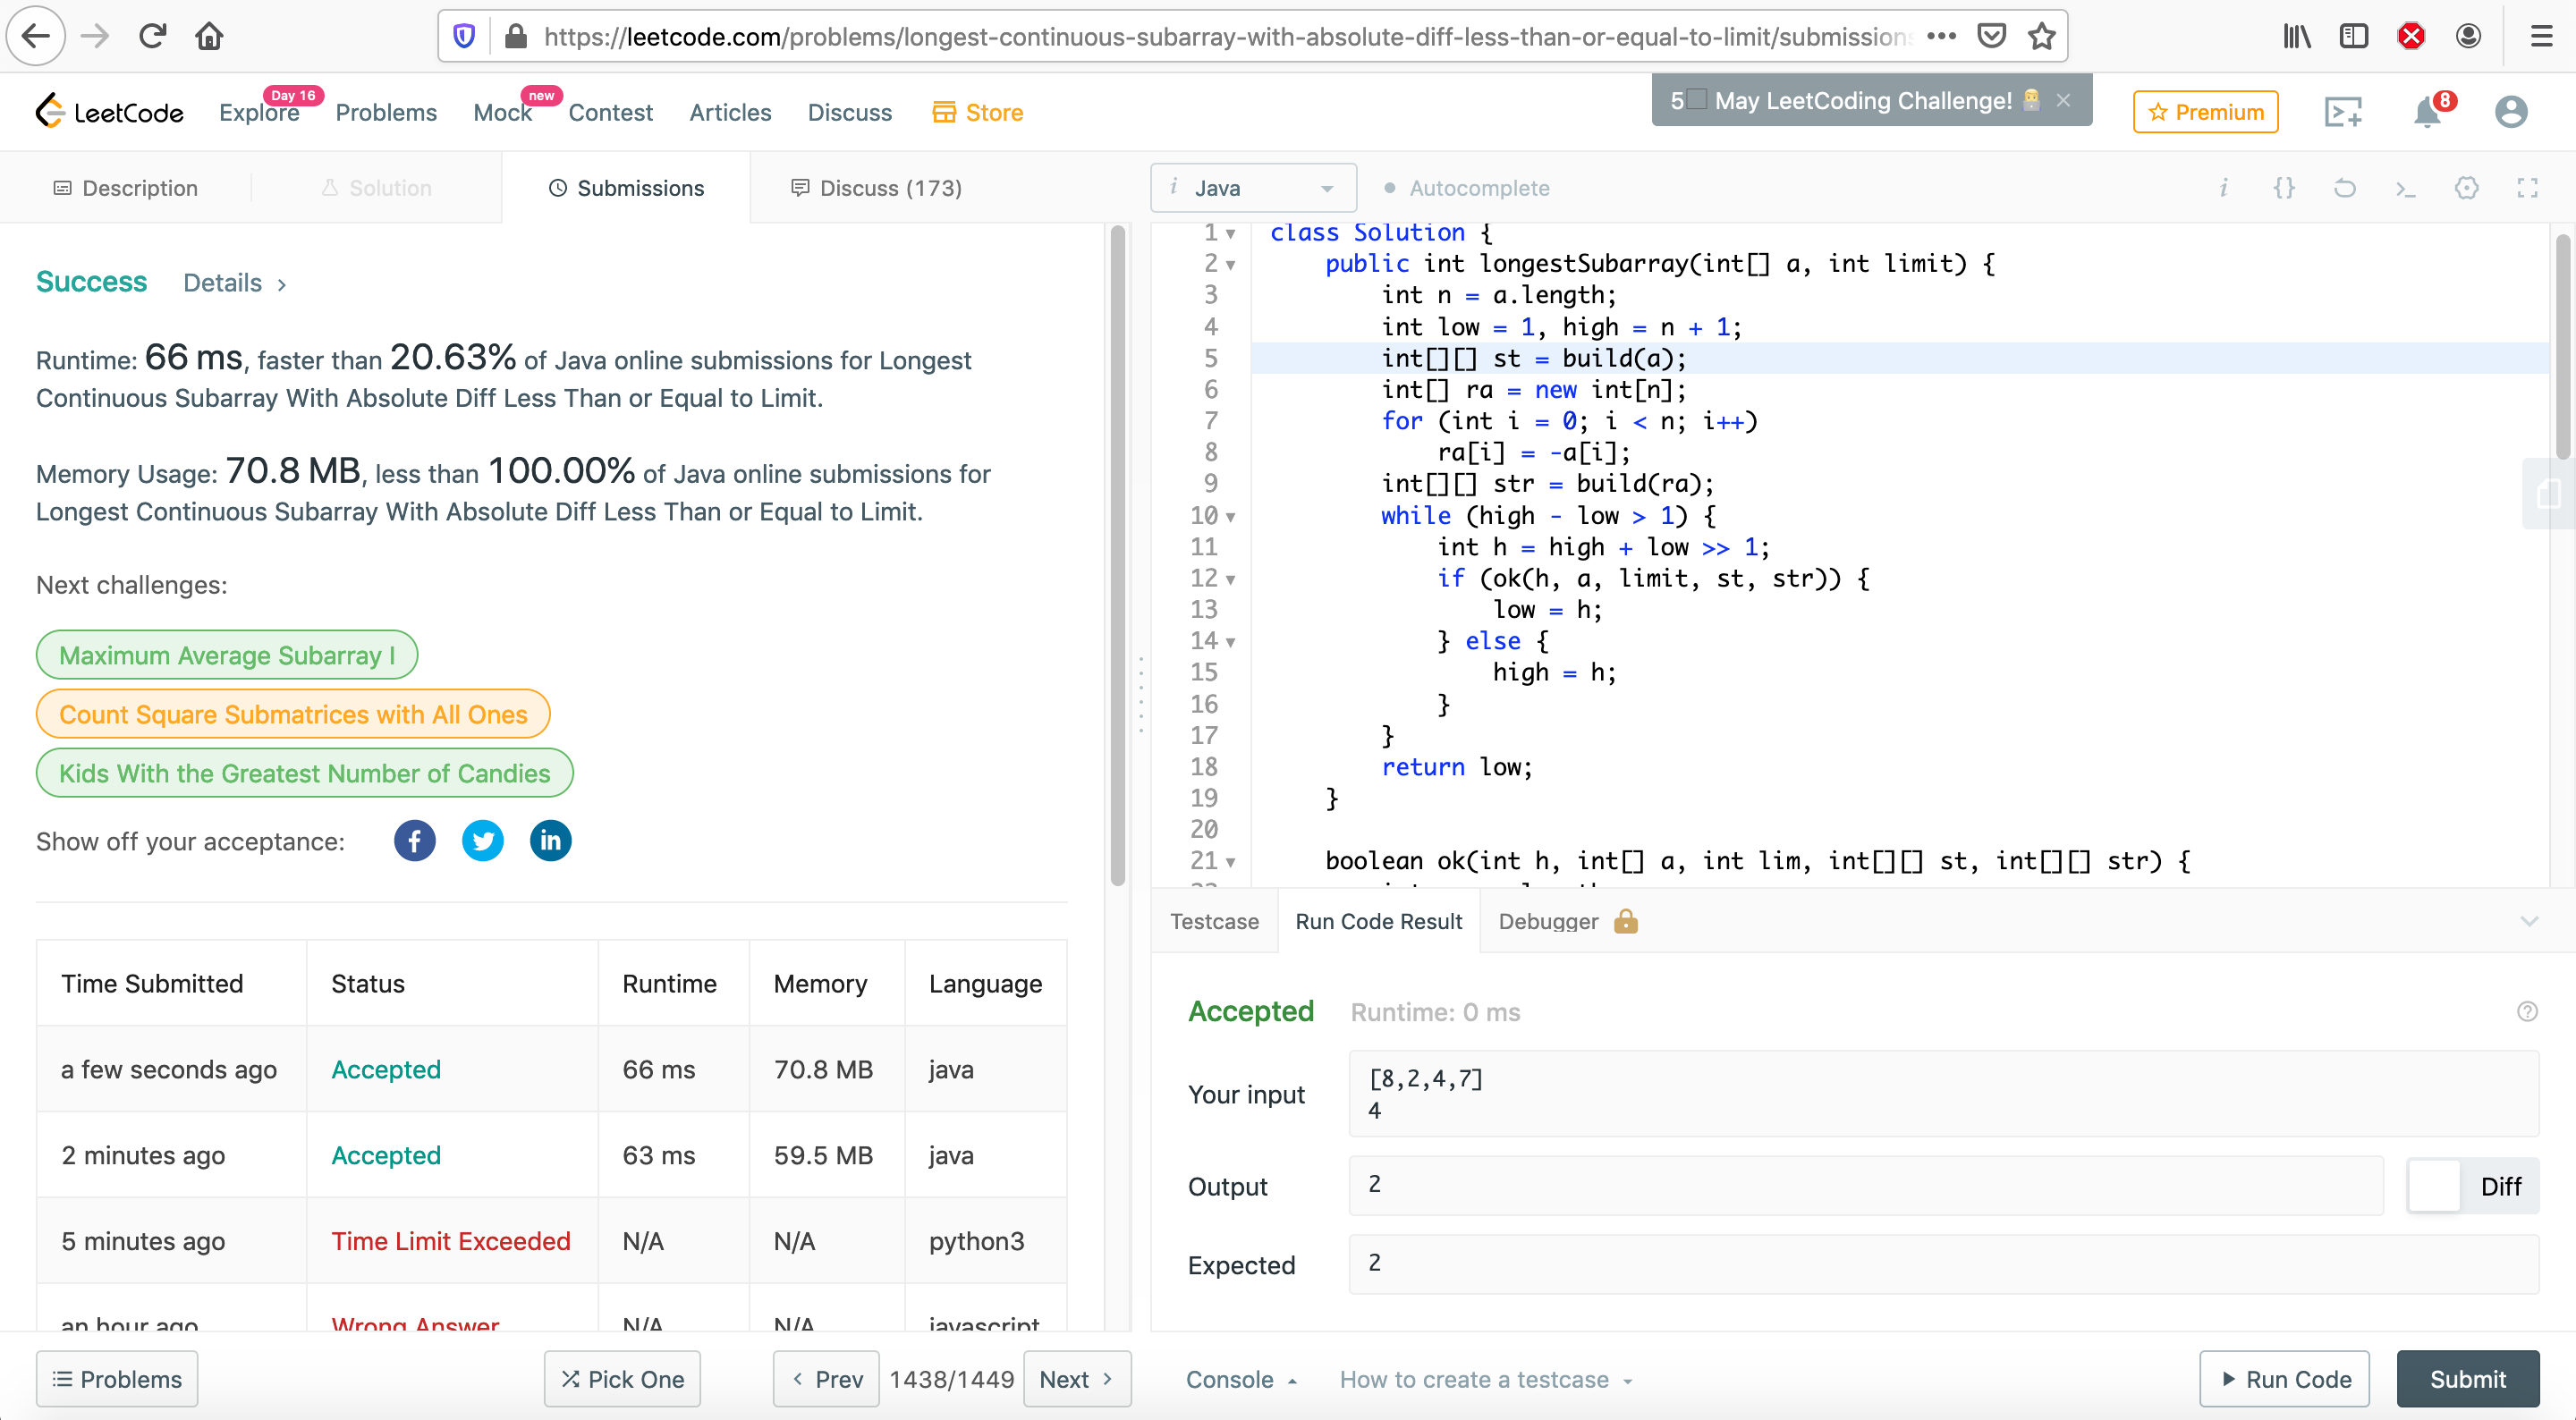 https://leetcode.com/problems/longest-continuous-subarray-with-absolute-diff-less-than-or-equal-to-limit/submissions
LeetCode
Explore
Day 16
Problems
Mock
new
Contest
Articles
Discuss
Store
5 May LeetCoding Challenge!
Premium
8
Description
Solution
Submissions
Discuss (173)
i Java
Autocomplete
Success Details >
Runtime: 66 ms, faster than 20.63% of Java online submissions for Longest
Continuous Subarray With Absolute Diff Less Than or Equal to Limit.
Memory Usage: 70.8 MB, less than 100.00% of Java online submissions for
Longest Continuous Subarray With Absolute Diff Less Than or Equal to Limit.
Next challenges:
Maximum Average Subarray I
Count Square Submatrices with All Ones
Kids With the Greatest Number of Candies
Show off your acceptance:
Time Submitted Status Runtime Memory Language
a few seconds ago Accepted 66 ms 70.8 MB java
2 minutes ago Accepted 63 ms 59.5 MB java
5 minutes ago Time Limit Exceeded N/A N/A python3
an hour ago Wrong Answer N/A N/A javascript
Problems
Pick One
< Prev
1438/1449
Next >
1 class Solution {
2 public int longestSubarray(int[] a, int limit) {
3 int n = a.length;
4 int low = 1, high = n + 1;
5 int[][] st = build(a);
6 int[] ra = new int[n];
7 for (int i = 0; i < n; i++)
8 ra[i] = -a[i];
9 int[][] str = build(ra);
10 while (high - low > 1) {
11 int h = high + low >> 1;
12 if (ok(h, a, limit, st, str)) {
13 low = h;
14 } else {
15 high = h;
16 }
17 }
18 return low;
19 }
20
21 boolean ok(int h, int[] a, int lim, int[][] st, int[][] str) {
Testcase
Run Code Result
Debugger
Accepted Runtime: 0 ms
Your input
[8,2,4,7]
4
Output
2
Diff
Expected
2
Console
How to create a testcase
Run Code
Submit